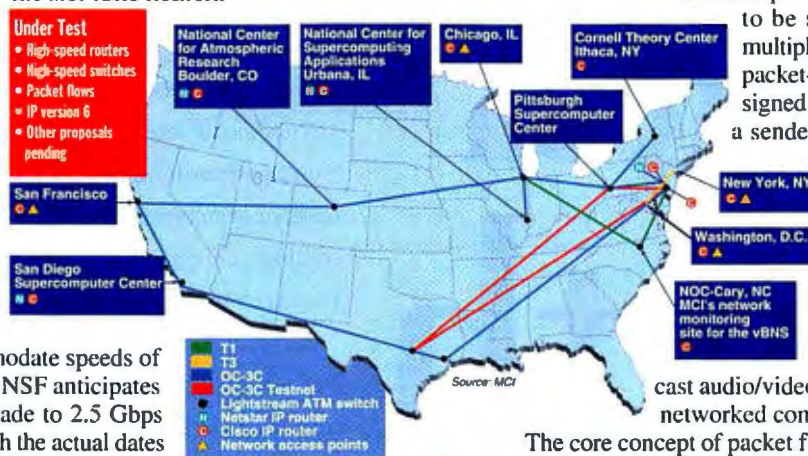 to be s
multipl
packet-
signed
a sende
Under Test
• High-speed routers
• High-speed switches
• Packet flows
• IP version 6
• Other proposals
pending
National Center
for Atmospheric
Research
Boulder, CO
N C
National Center for
Supercomputing
Applications
Urbana, IL
N C
Chicago, IL
C
Cornell Theory Center
Ithaca, NY
C
Pittsburgh
Supercomputer
Center
N C
San Francisco
C
New York, NY
C
C
Washington, D.C.
C
San Diego
Supercomputer Center
N C
NOC-Cary, NC
MCI's network
monitoring
site for the vBNS
C
T1
T3
OC-3C
OC-3C Testnet
Lightstream ATM switch
N Netstar IP router
C Cisco IP router
Network access points
Source: MCI
nodate speeds of
NSF anticipates
ade to 2.5 Gbps
h the actual dates
cast audio/video
networked con
The core concept of packet f